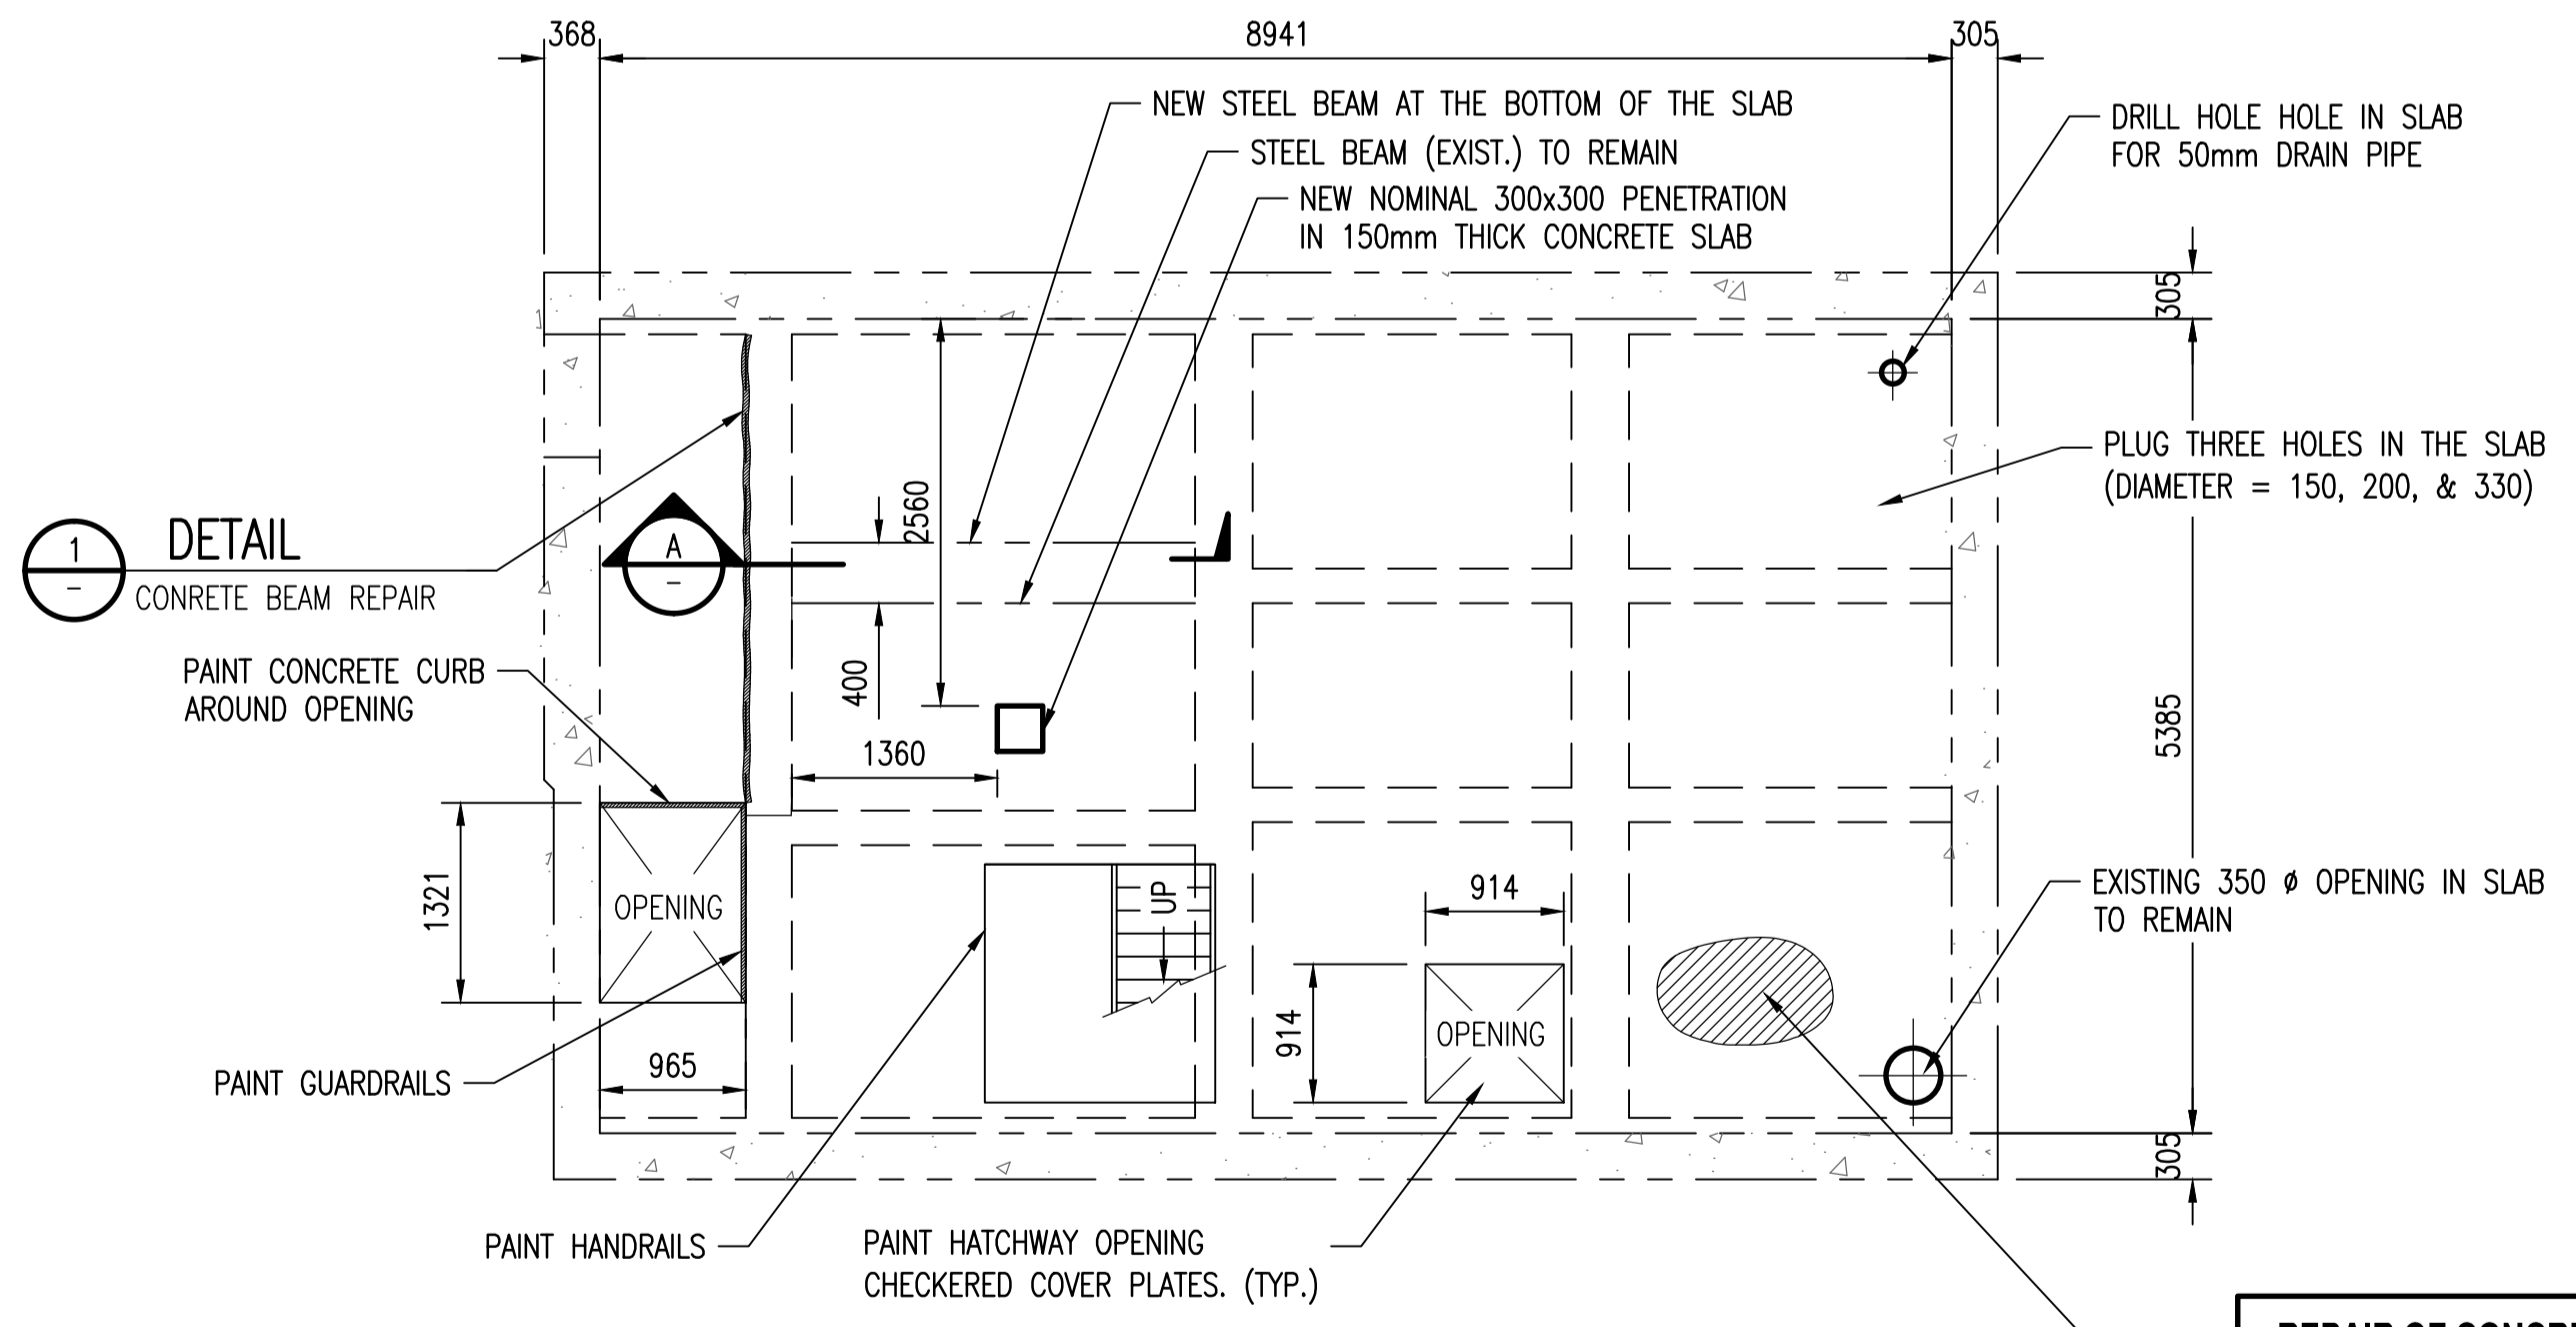 368
8941
305
NEW STEEL BEAM AT THE BOTTOM OF THE SLAB
STEEL BEAM (EXIST.) TO REMAIN
NEW NOMINAL 300x300 PENETRATION
IN 150mm THICK CONCRETE SLAB
DRILL HOLE HOLE IN SLAB
FOR 50mm DRAIN PIPE
305
PLUG THREE HOLES IN THE SLAB
(DIAMETER = 150, 200, & 330)
2560
1
-
DETAIL
CONRETE BEAM REPAIR
A
-
PAINT CONCRETE CURB
AROUND OPENING
400
1360
5385
1321
OPENING
UP
914
EXISTING 350 ø OPENING IN SLAB
TO REMAIN
914
OPENING
965
PAINT GUARDRAILS
305
PAINT HANDRAILS
PAINT HATCHWAY OPENING
CHECKERED COVER PLATES. (TYP.)